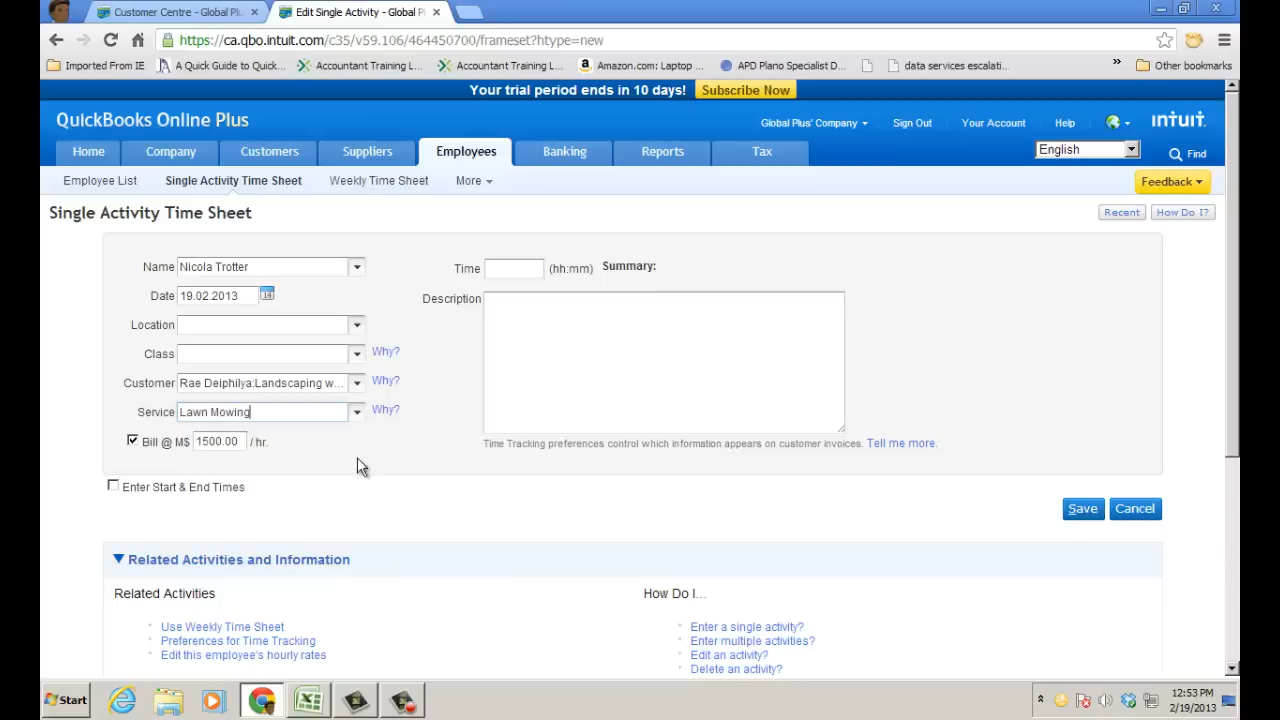 Customer Centre - Global Plu
Edit Single Activity - Global P
https://ca.qbo.intuit.com/c35/v59.106/464450700/frameset?htype=new
Imported From IE
A Quick Guide to Quick...
Accountant Training L...
Accountant Training L...
Amazon.com: Laptop ...
APD Plano Specialist D...
data services escalati...
»
Other bookmarks
Your trial period ends in 10 days!
Subscribe Now
QuickBooks Online Plus
Global Plus' Company
Sign Out
Your Account
Help
intuit.
Home
Company
Customers
Suppliers
Employees
Banking
Reports
Tax
English
Find
Employee List
Single Activity Time Sheet
Weekly Time Sheet
More
Feedback
Single Activity Time Sheet
Recent
How Do I?
Name Nicola Trotter
Time (hh:mm) Summary:
Date 19.02.2013
Description
Location
Class Why?
Customer Rae Deiphilya:Landscaping w... Why?
Service Lawn Mowing Why?
Bill @ M$ 1500.00 / hr.
Time Tracking preferences control which information appears on customer invoices. Tell me more.
Enter Start & End Times
Save
Cancel
Related Activities and Information
Related Activities
How Do I...
Use Weekly Time Sheet
Enter a single activity?
Preferences for Time Tracking
Enter multiple activities?
Edit this employee's hourly rates
Edit an activity?
Delete an activity?
Start
12:53 PM
2/19/2013